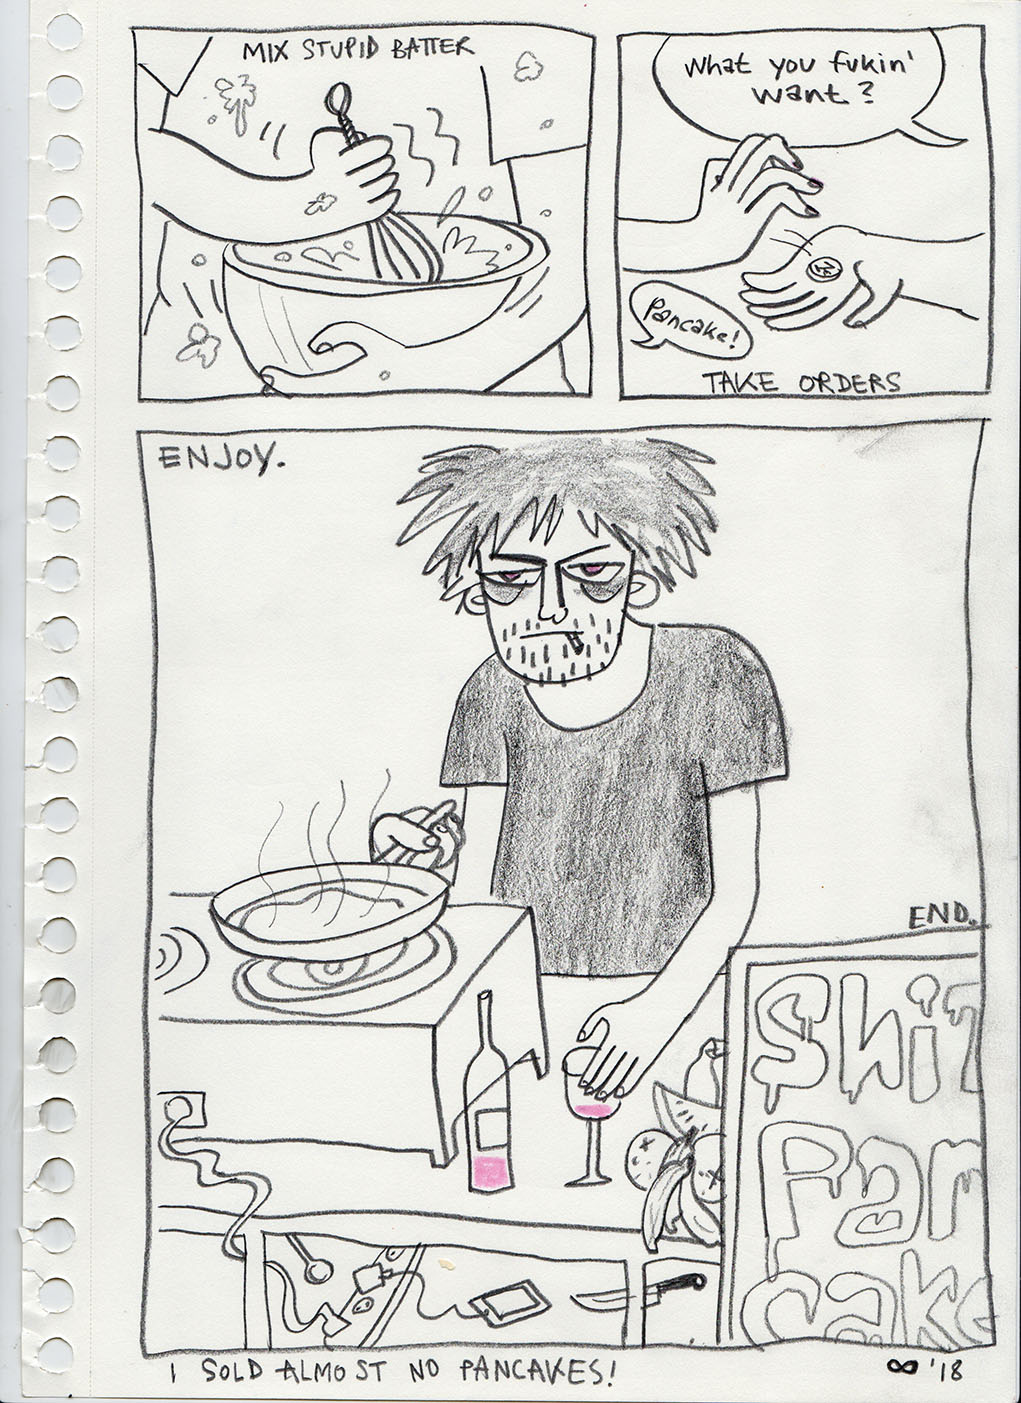 MIX STUPID BATTER
What you fukin'
want?
Pancake!
TAKE ORDERS
ENJOY.
END.
Shit
Pan
cake
I SOLD ALMOST NO PANCAKES!
∞ '18